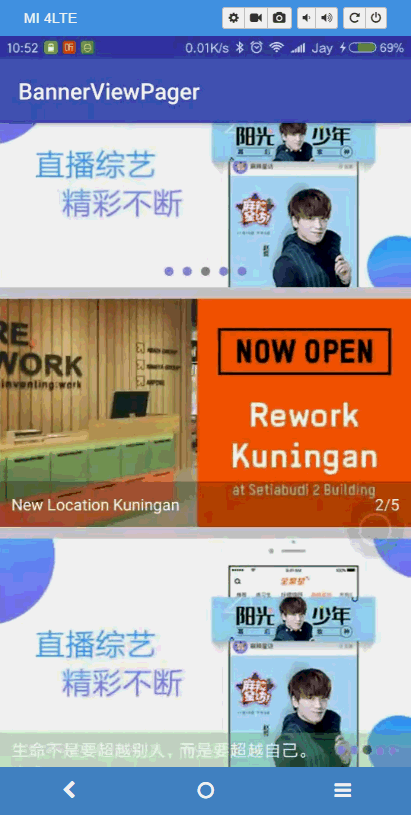 MI 4LTE
10:52
0.01K/s
Jay
69%
BannerViewPager
直播综艺
精彩不断
阳光少年
NOW OPEN
Rework
Kuningan
at Setiabudi 2 Building
RE
WORK
New Location Kuningan
2/5
直播综艺
精彩不断
阳光少年
生命不是要超越别人，而是要超越自己。